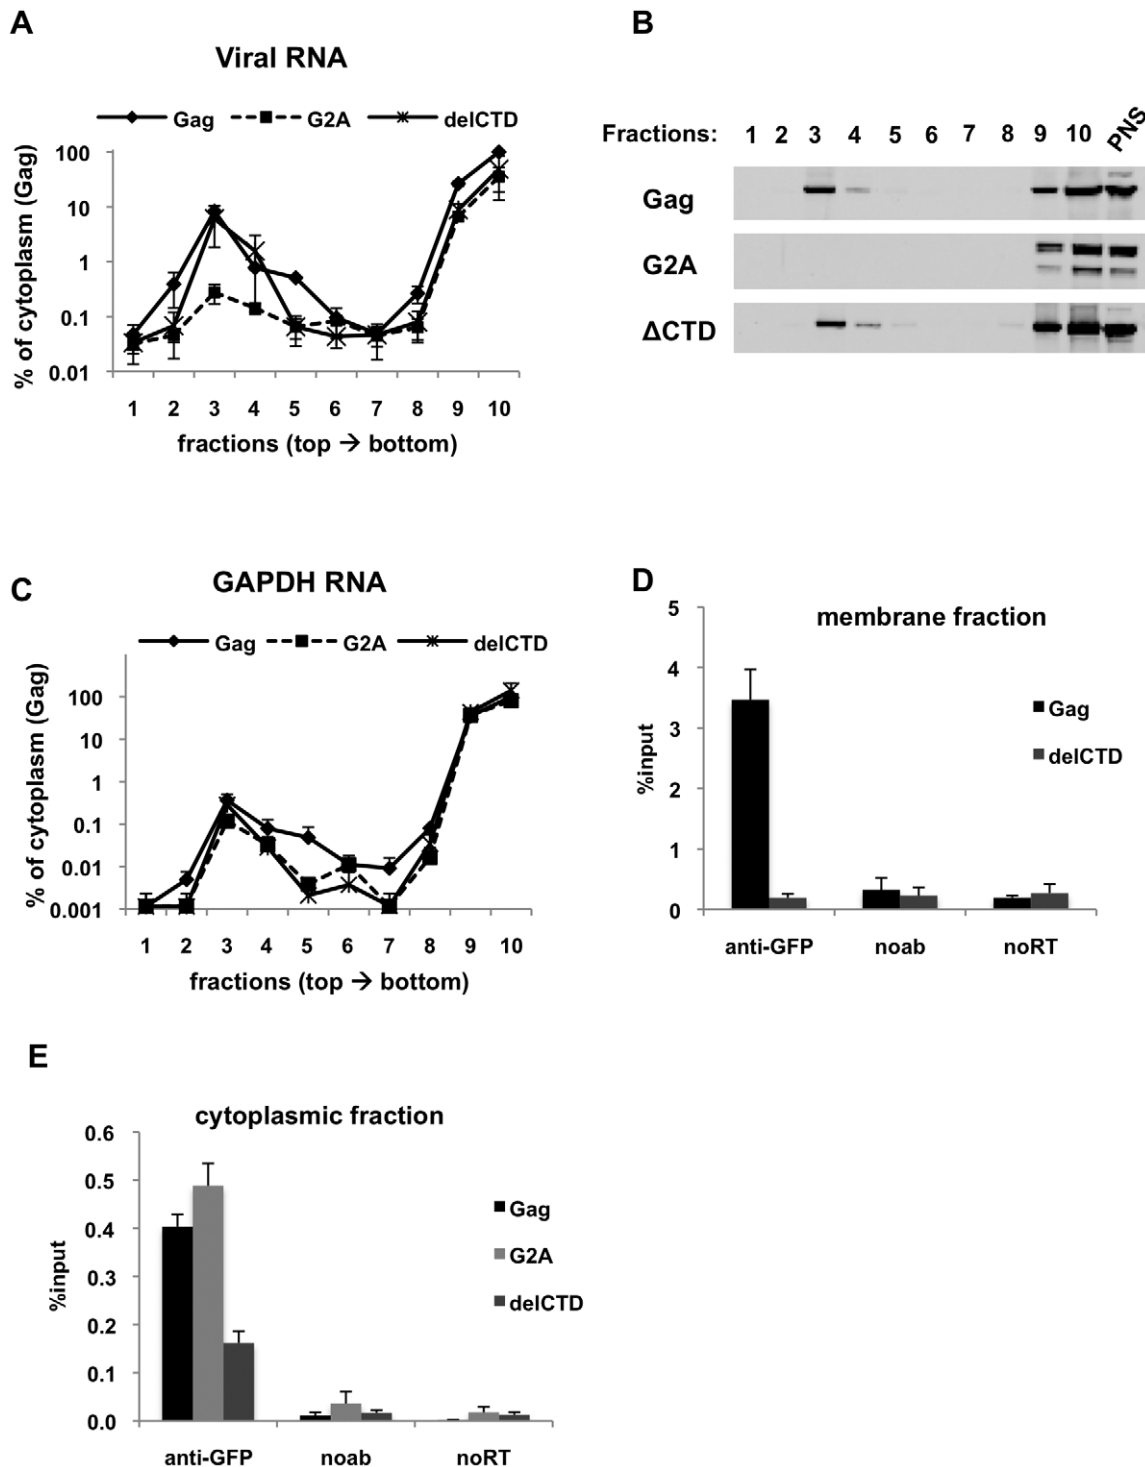 A
Viral RNA
Gag G2A delCTD
% of cytoplasm (Gag)
100
10
1
0.1
0.01
1 2 3 4 5 6 7 8 9 10
fractions (top → bottom)
B
Fractions: 1 2 3 4 5 6 7 8 9 10 PNS
Gag
G2A
ΔCTD
C
GAPDH RNA
Gag G2A delCTD
% of cytoplasm (Gag)
100
10
1
0.1
0.01
0.001
1 2 3 4 5 6 7 8 9 10
fractions (top → bottom)
D
membrane fraction
%input
5
4
3
2
1
0
Gag
delCTD
anti-GFP noab noRT
E
cytoplasmic fraction
%input
0.6
0.5
0.4
0.3
0.2
0.1
0.0
Gag
G2A
delCTD
anti-GFP noab noRT